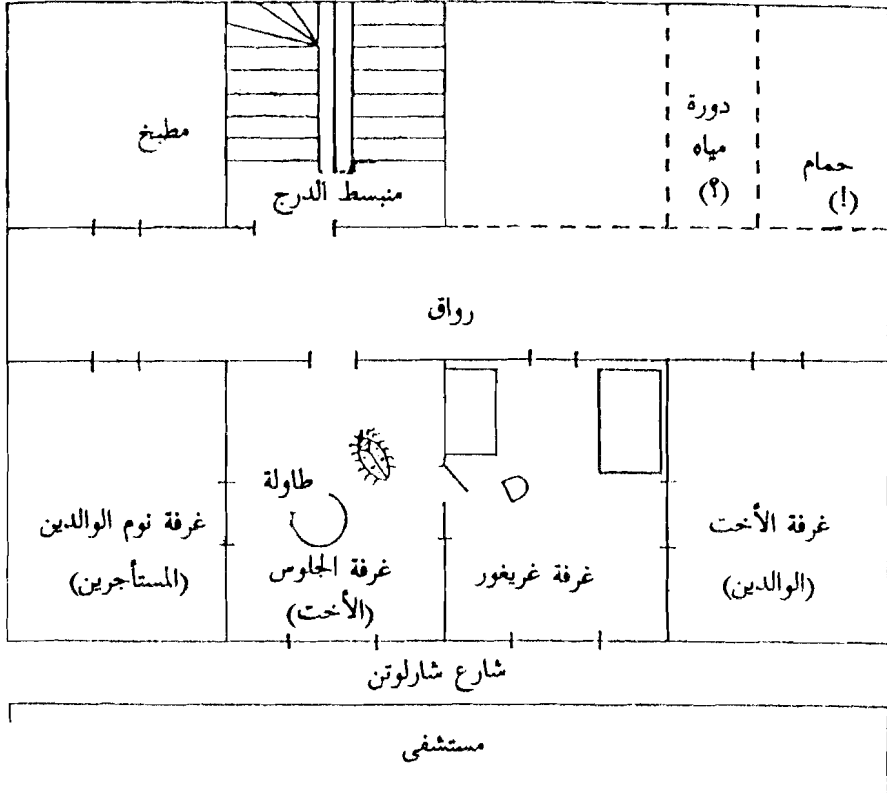 دورة
مياه
(؟)
حمام
(!)
مطبخ
منبسط الدرج
رواق
طاولة
غرفة الأخت
(الوالدين)
غرفة غريغور
غرفة الجلوس
(الأخت)
غرفة نوم الوالدين
(المستأجرين)
شارع شارلوتن
مستشفى